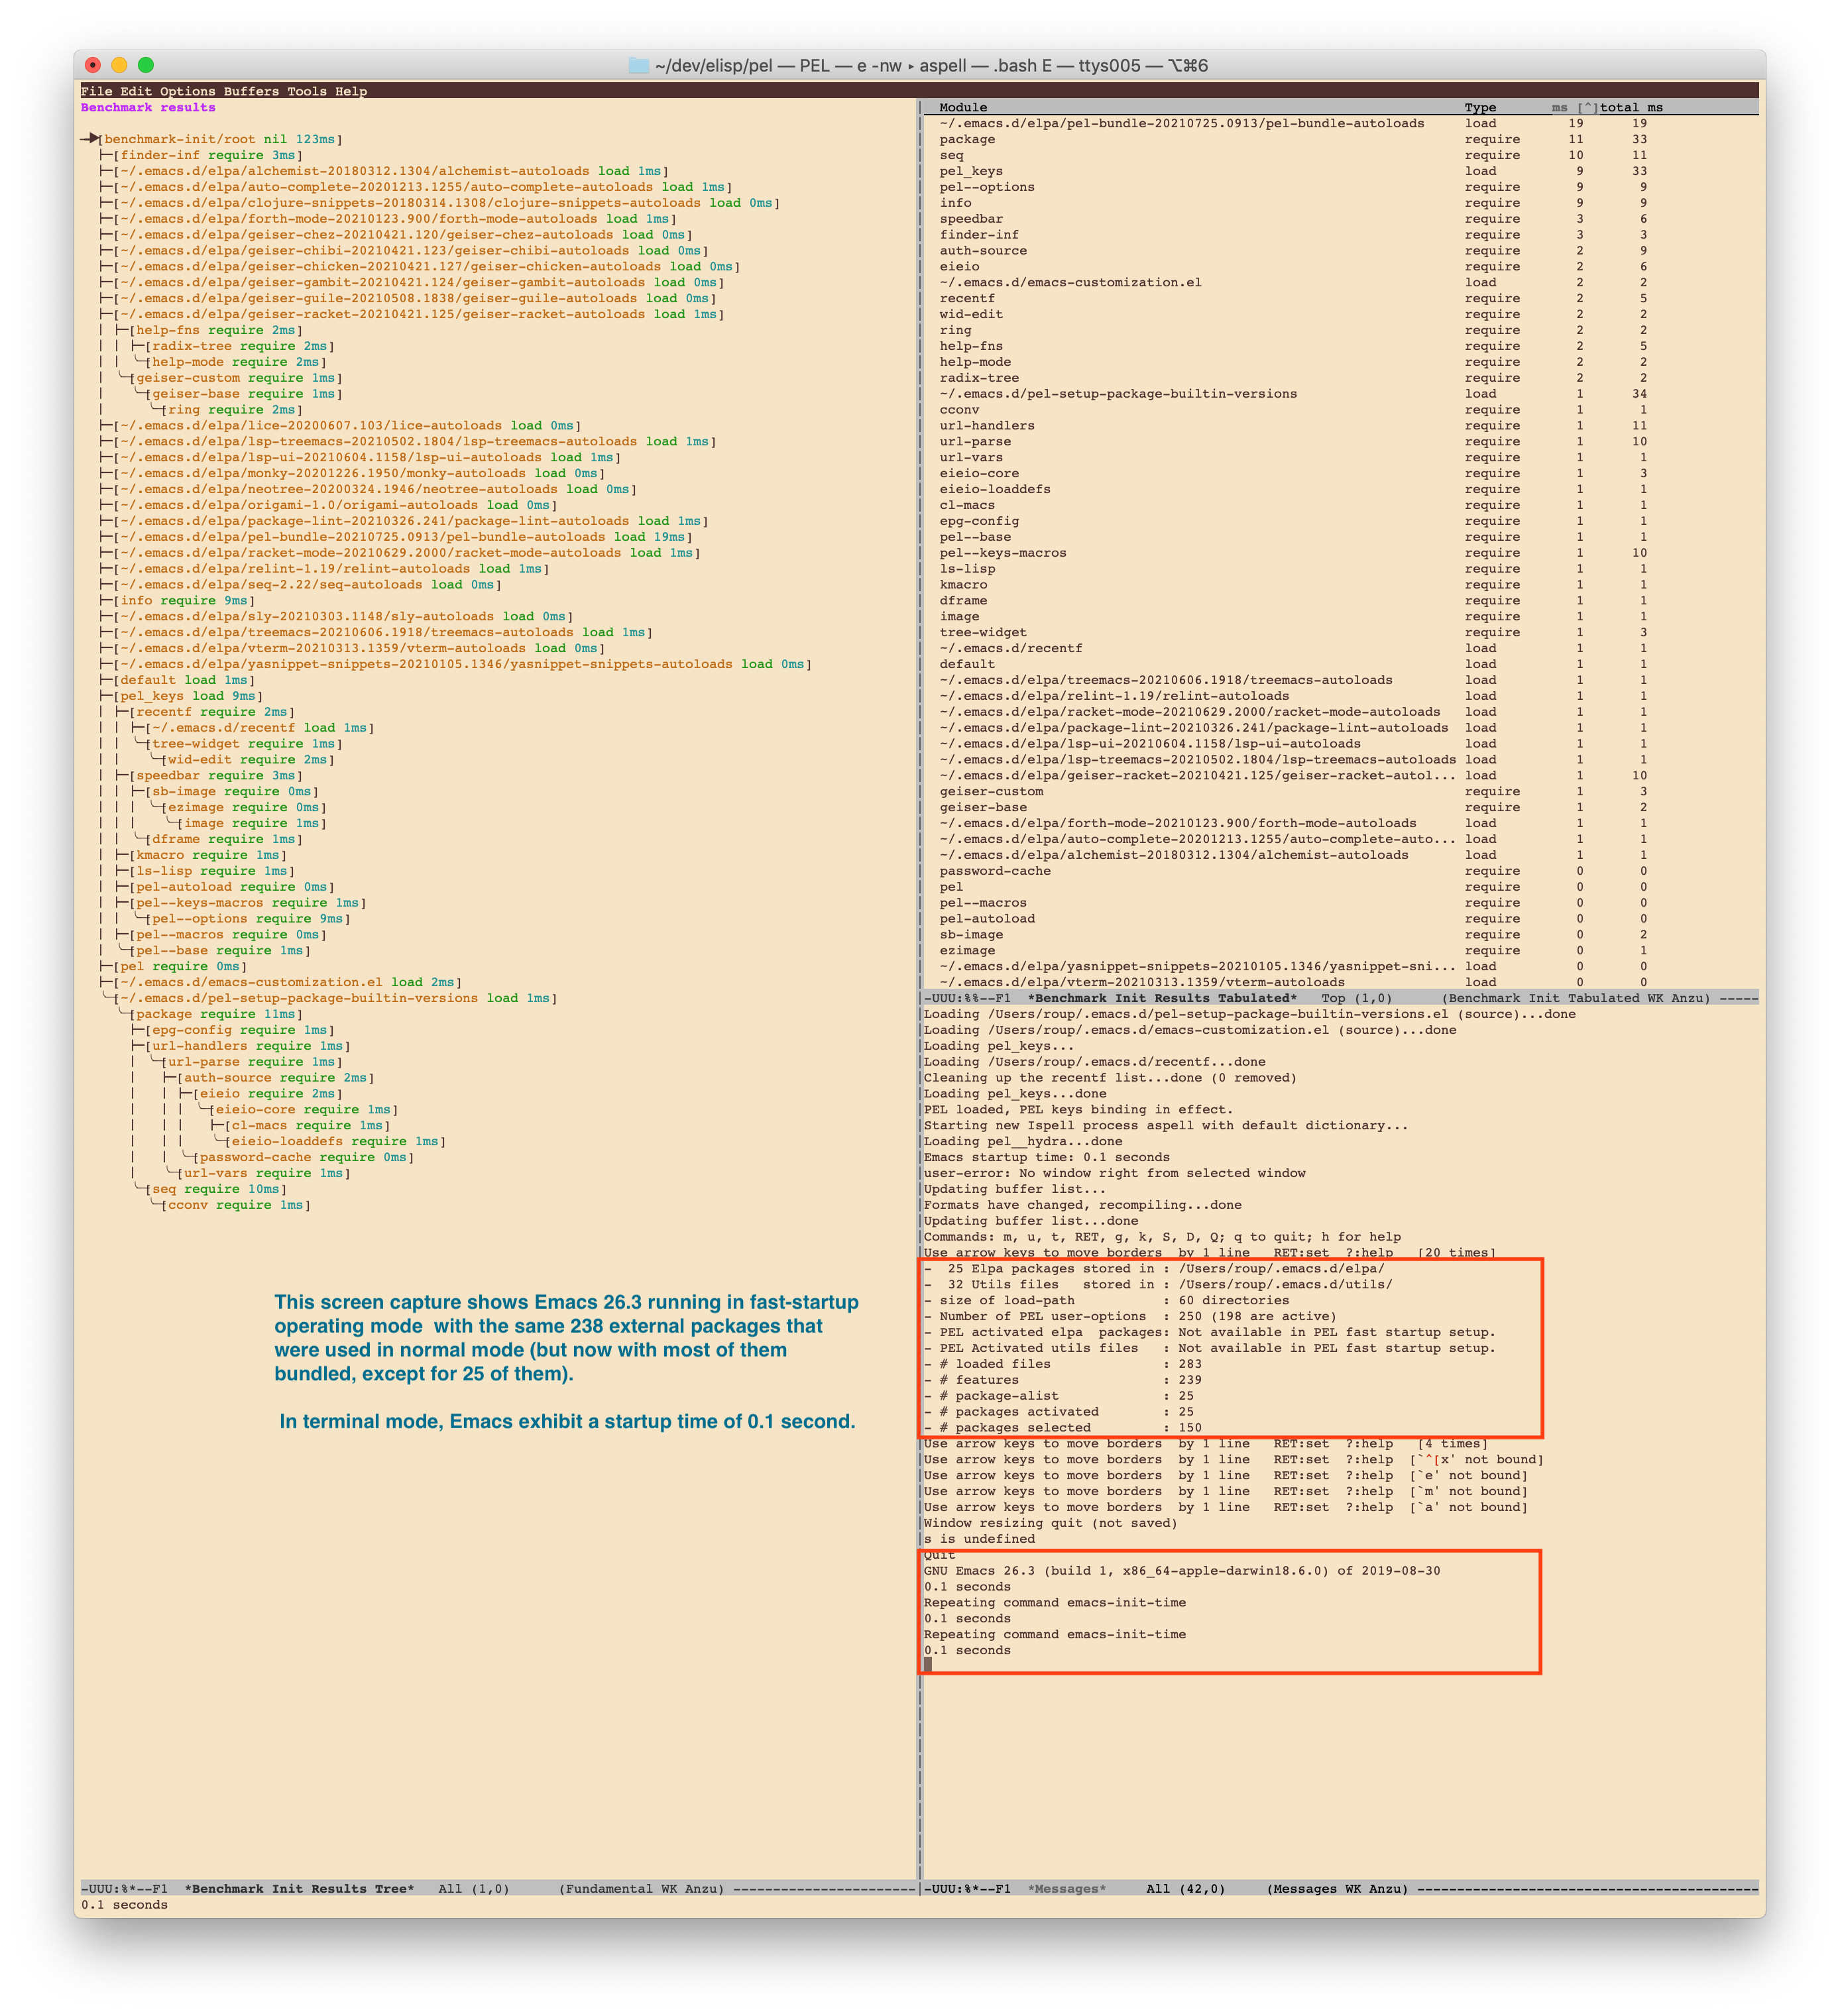 ~/dev/elisp/pel — PEL — e -nw ▸ aspell — .bash E — ttys005 — ⌥⌘6
File Edit Options Buffers Tools Help
Benchmark results
[benchmark-init/root nil 123ms]
├─[finder-inf require 3ms]
├─[~/.emacs.d/elpa/alchemist-20180312.1304/alchemist-autoloads load 1ms]
├─[~/.emacs.d/elpa/auto-complete-20201213.1255/auto-complete-autoloads load 1ms]
├─[~/.emacs.d/elpa/clojure-snippets-20180314.1308/clojure-snippets-autoloads load 0ms]
├─[~/.emacs.d/elpa/forth-mode-20210123.900/forth-mode-autoloads load 1ms]
├─[~/.emacs.d/elpa/geiser-chez-20210421.120/geiser-chez-autoloads load 0ms]
├─[~/.emacs.d/elpa/geiser-chibi-20210421.123/geiser-chibi-autoloads load 0ms]
├─[~/.emacs.d/elpa/geiser-chicken-20210421.127/geiser-chicken-autoloads load 0ms]
├─[~/.emacs.d/elpa/geiser-gambit-20210421.124/geiser-gambit-autoloads load 0ms]
├─[~/.emacs.d/elpa/geiser-guile-20210508.1838/geiser-guile-autoloads load 0ms]
├─[~/.emacs.d/elpa/geiser-racket-20210421.125/geiser-racket-autoloads load 1ms]
| ├─[help-fns require 2ms]
| | ├─[radix-tree require 2ms]
| | ╰─[help-mode require 2ms]
| ╰─[geiser-custom require 1ms]
|   ╰─[geiser-base require 1ms]
|     ╰─[ring require 2ms]
├─[~/.emacs.d/elpa/lice-20200607.103/lice-autoloads load 0ms]
├─[~/.emacs.d/elpa/lsp-treemacs-20210502.1804/lsp-treemacs-autoloads load 1ms]
├─[~/.emacs.d/elpa/lsp-ui-20210604.1158/lsp-ui-autoloads load 1ms]
├─[~/.emacs.d/elpa/monky-20201226.1950/monky-autoloads load 0ms]
├─[~/.emacs.d/elpa/neotree-20200324.1946/neotree-autoloads load 0ms]
├─[~/.emacs.d/elpa/origami-1.0/origami-autoloads load 0ms]
├─[~/.emacs.d/elpa/package-lint-20210326.241/package-lint-autoloads load 1ms]
├─[~/.emacs.d/elpa/pel-bundle-20210725.0913/pel-bundle-autoloads load 19ms]
├─[~/.emacs.d/elpa/racket-mode-20210629.2000/racket-mode-autoloads load 1ms]
├─[~/.emacs.d/elpa/relint-1.19/relint-autoloads load 1ms]
├─[~/.emacs.d/elpa/seq-2.22/seq-autoloads load 0ms]
├─[info require 9ms]
├─[~/.emacs.d/elpa/sly-20210303.1148/sly-autoloads load 0ms]
├─[~/.emacs.d/elpa/treemacs-20210606.1918/treemacs-autoloads load 1ms]
├─[~/.emacs.d/elpa/vterm-20210313.1359/vterm-autoloads load 0ms]
├─[~/.emacs.d/elpa/yasnippet-snippets-20210105.1346/yasnippet-snippets-autoloads load 0ms]
├─[default load 1ms]
├─[pel_keys load 9ms]
| ├─[recentf require 2ms]
| | ├─[~/.emacs.d/recentf load 1ms]
| | ╰─[tree-widget require 1ms]
| |   ╰─[wid-edit require 2ms]
| ├─[speedbar require 3ms]
| | ├─[sb-image require 0ms]
| | | ╰─[ezimage require 0ms]
| | |   ╰─[image require 1ms]
| | ╰─[dframe require 1ms]
| ├─[kmacro require 1ms]
| ├─[ls-lisp require 1ms]
| ├─[pel-autoload require 0ms]
| ├─[pel--keys-macros require 1ms]
| | ╰─[pel--options require 9ms]
| ├─[pel--macros require 0ms]
| ╰─[pel--base require 1ms]
├─[pel require 0ms]
├─[~/.emacs.d/emacs-customization.el load 2ms]
╰─[~/.emacs.d/pel-setup-package-builtin-versions load 1ms]
  ╰─[package require 11ms]
    ├─[epg-config require 1ms]
    ├─[url-handlers require 1ms]
    | ╰─[url-parse require 1ms]
    |   ├─[auth-source require 2ms]
    |   | ├─[eieio require 2ms]
    |   | | ╰─[eieio-core require 1ms]
    |   | |   ├─[cl-macs require 1ms]
    |   | |   ╰─[eieio-loaddefs require 1ms]
    |   | ╰─[password-cache require 0ms]
    |   ╰─[url-vars require 1ms]
    ╰─[seq require 10ms]
      ╰─[cconv require 1ms]
This screen capture shows Emacs 26.3 running in fast-startup
operating mode  with the same 238 external packages that
were used in normal mode (but now with most of them
bundled, except for 25 of them).
In terminal mode, Emacs exhibit a startup time of 0.1 second.
-UUU:%*--F1  *Benchmark Init Results Tree*   All (1,0)      (Fundamental WK Anzu) -----------------------
0.1 seconds
Module Type ms [^]total ms
~/.emacs.d/elpa/pel-bundle-20210725.0913/pel-bundle-autoloads load 19 19
package require 11 33
seq require 10 11
pel_keys load 9 33
pel--options require 9 9
info require 9 9
speedbar require 3 6
finder-inf require 3 3
auth-source require 2 9
eieio require 2 6
~/.emacs.d/emacs-customization.el load 2 2
recentf require 2 5
wid-edit require 2 2
ring require 2 2
help-fns require 2 5
help-mode require 2 2
radix-tree require 2 2
~/.emacs.d/pel-setup-package-builtin-versions load 1 34
cconv require 1 1
url-handlers require 1 11
url-parse require 1 10
url-vars require 1 1
eieio-core require 1 3
eieio-loaddefs require 1 1
cl-macs require 1 1
epg-config require 1 1
pel--base require 1 1
pel--keys-macros require 1 10
ls-lisp require 1 1
kmacro require 1 1
dframe require 1 1
image require 1 1
tree-widget require 1 3
~/.emacs.d/recentf load 1 1
default load 1 1
~/.emacs.d/elpa/treemacs-20210606.1918/treemacs-autoloads load 1 1
~/.emacs.d/elpa/relint-1.19/relint-autoloads load 1 1
~/.emacs.d/elpa/racket-mode-20210629.2000/racket-mode-autoloads load 1 1
~/.emacs.d/elpa/package-lint-20210326.241/package-lint-autoloads load 1 1
~/.emacs.d/elpa/lsp-ui-20210604.1158/lsp-ui-autoloads load 1 1
~/.emacs.d/elpa/lsp-treemacs-20210502.1804/lsp-treemacs-autoloads load 1 1
~/.emacs.d/elpa/geiser-racket-20210421.125/geiser-racket-autol... load 1 10
geiser-custom require 1 3
geiser-base require 1 2
~/.emacs.d/elpa/forth-mode-20210123.900/forth-mode-autoloads load 1 1
~/.emacs.d/elpa/auto-complete-20201213.1255/auto-complete-auto... load 1 1
~/.emacs.d/elpa/alchemist-20180312.1304/alchemist-autoloads load 1 1
password-cache require 0 0
pel require 0 0
pel--macros require 0 0
pel-autoload require 0 0
sb-image require 0 2
ezimage require 0 1
~/.emacs.d/elpa/yasnippet-snippets-20210105.1346/yasnippet-sni... load 0 0
~/.emacs.d/elpa/vterm-20210313.1359/vterm-autoloads load 0 0
-UUU:%%--F1  *Benchmark Init Results Tabulated*   Top (1,0)      (Benchmark Init Tabulated WK Anzu) -----
Loading /Users/roup/.emacs.d/pel-setup-package-builtin-versions.el (source)...done
Loading /Users/roup/.emacs.d/emacs-customization.el (source)...done
Loading pel_keys...
Loading /Users/roup/.emacs.d/recentf...done
Cleaning up the recentf list...done (0 removed)
Loading pel_keys...done
PEL loaded, PEL keys binding in effect.
Starting new Ispell process aspell with default dictionary...
Loading pel__hydra...done
Emacs startup time: 0.1 seconds
user-error: No window right from selected window
Updating buffer list...
Formats have changed, recompiling...done
Updating buffer list...done
Commands: m, u, t, RET, g, k, S, D, Q; q to quit; h for help
Use arrow keys to move borders  by 1 line   RET:set  ?:help   [20 times]
-  25 Elpa packages stored in : /Users/roup/.emacs.d/elpa/
-  32 Utils files   stored in : /Users/roup/.emacs.d/utils/
- size of load-path           : 60 directories
- Number of PEL user-options  : 250 (198 are active)
- PEL activated elpa  packages: Not available in PEL fast startup setup.
- PEL Activated utils files   : Not available in PEL fast startup setup.
- # loaded files              : 283
- # features                  : 239
- # package-alist             : 25
- # packages activated        : 25
- # packages selected         : 150
Use arrow keys to move borders  by 1 line   RET:set  ?:help   [4 times]
Use arrow keys to move borders  by 1 line   RET:set  ?:help  [`^[x' not bound]
Use arrow keys to move borders  by 1 line   RET:set  ?:help  [`e' not bound]
Use arrow keys to move borders  by 1 line   RET:set  ?:help  [`m' not bound]
Use arrow keys to move borders  by 1 line   RET:set  ?:help  [`a' not bound]
Window resizing quit (not saved)
s is undefined
Quit
GNU Emacs 26.3 (build 1, x86_64-apple-darwin18.6.0) of 2019-08-30
0.1 seconds
Repeating command emacs-init-time
0.1 seconds
Repeating command emacs-init-time
0.1 seconds
-UUU:%*--F1  *Messages*     All (42,0)     (Messages WK Anzu) -------------------------------------------